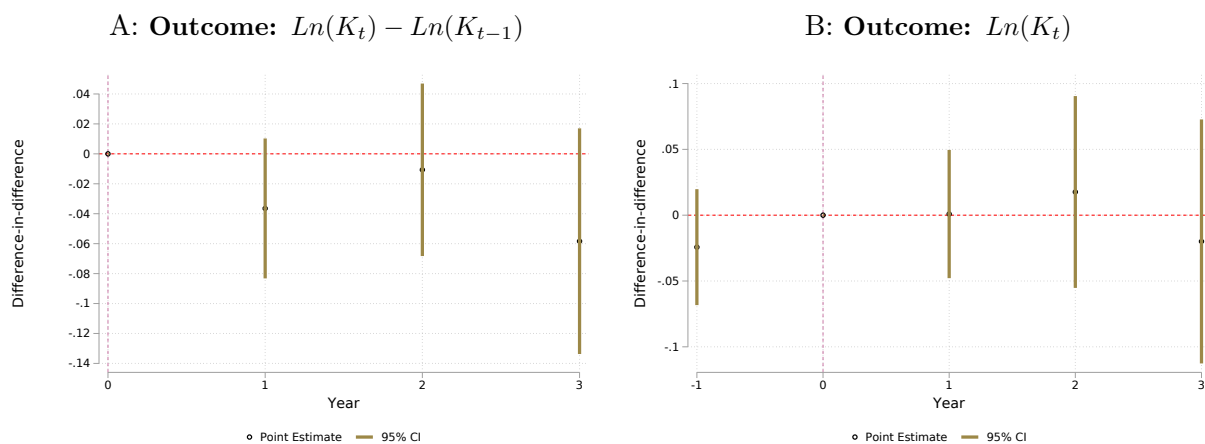 A: Outcome: Ln(K_t) − Ln(K_{t−1})
Difference-in-difference
.04
.02
0
-.02
-.04
-.06
-.08
-.1
-.12
-.14
0 1 2 3
Year
Point Estimate 95% CI
B: Outcome: Ln(K_t)
Difference-in-difference
.1
.05
0
-.05
-.1
-1 0 1 2 3
Year
Point Estimate 95% CI